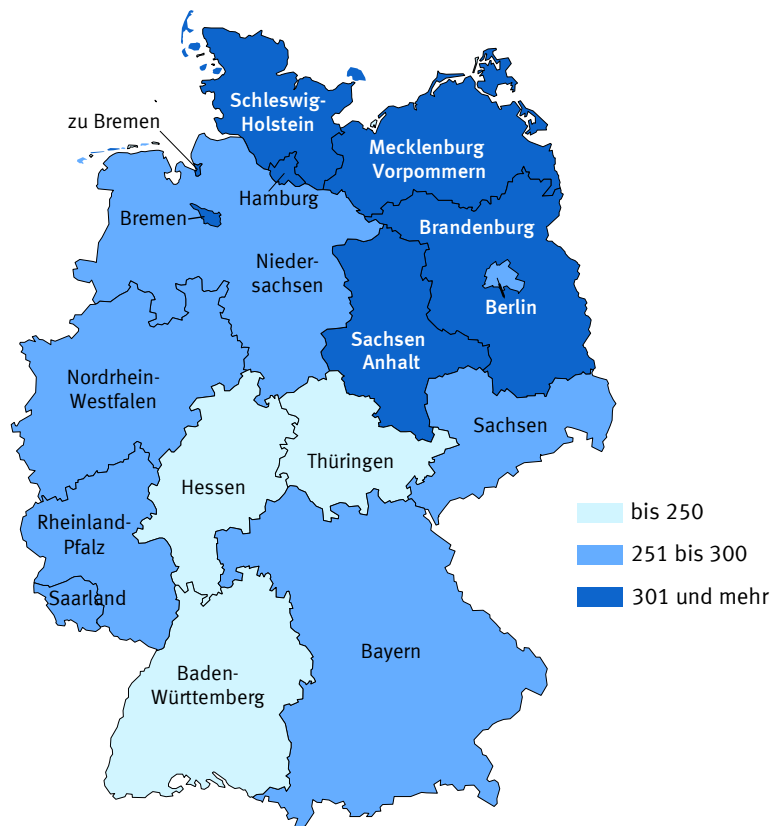 Schleswig-
Holstein
zu Bremen
Mecklenburg
Vorpommern
Hamburg
Bremen
Brandenburg
Nieder-
sachsen
Berlin
Sachsen
Anhalt
Nordrhein-
Westfalen
Sachsen
Thüringen
Hessen
Rheinland-
Pfalz
Saarland
bis 250
251 bis 300
301 und mehr
Bayern
Baden-
Württemberg